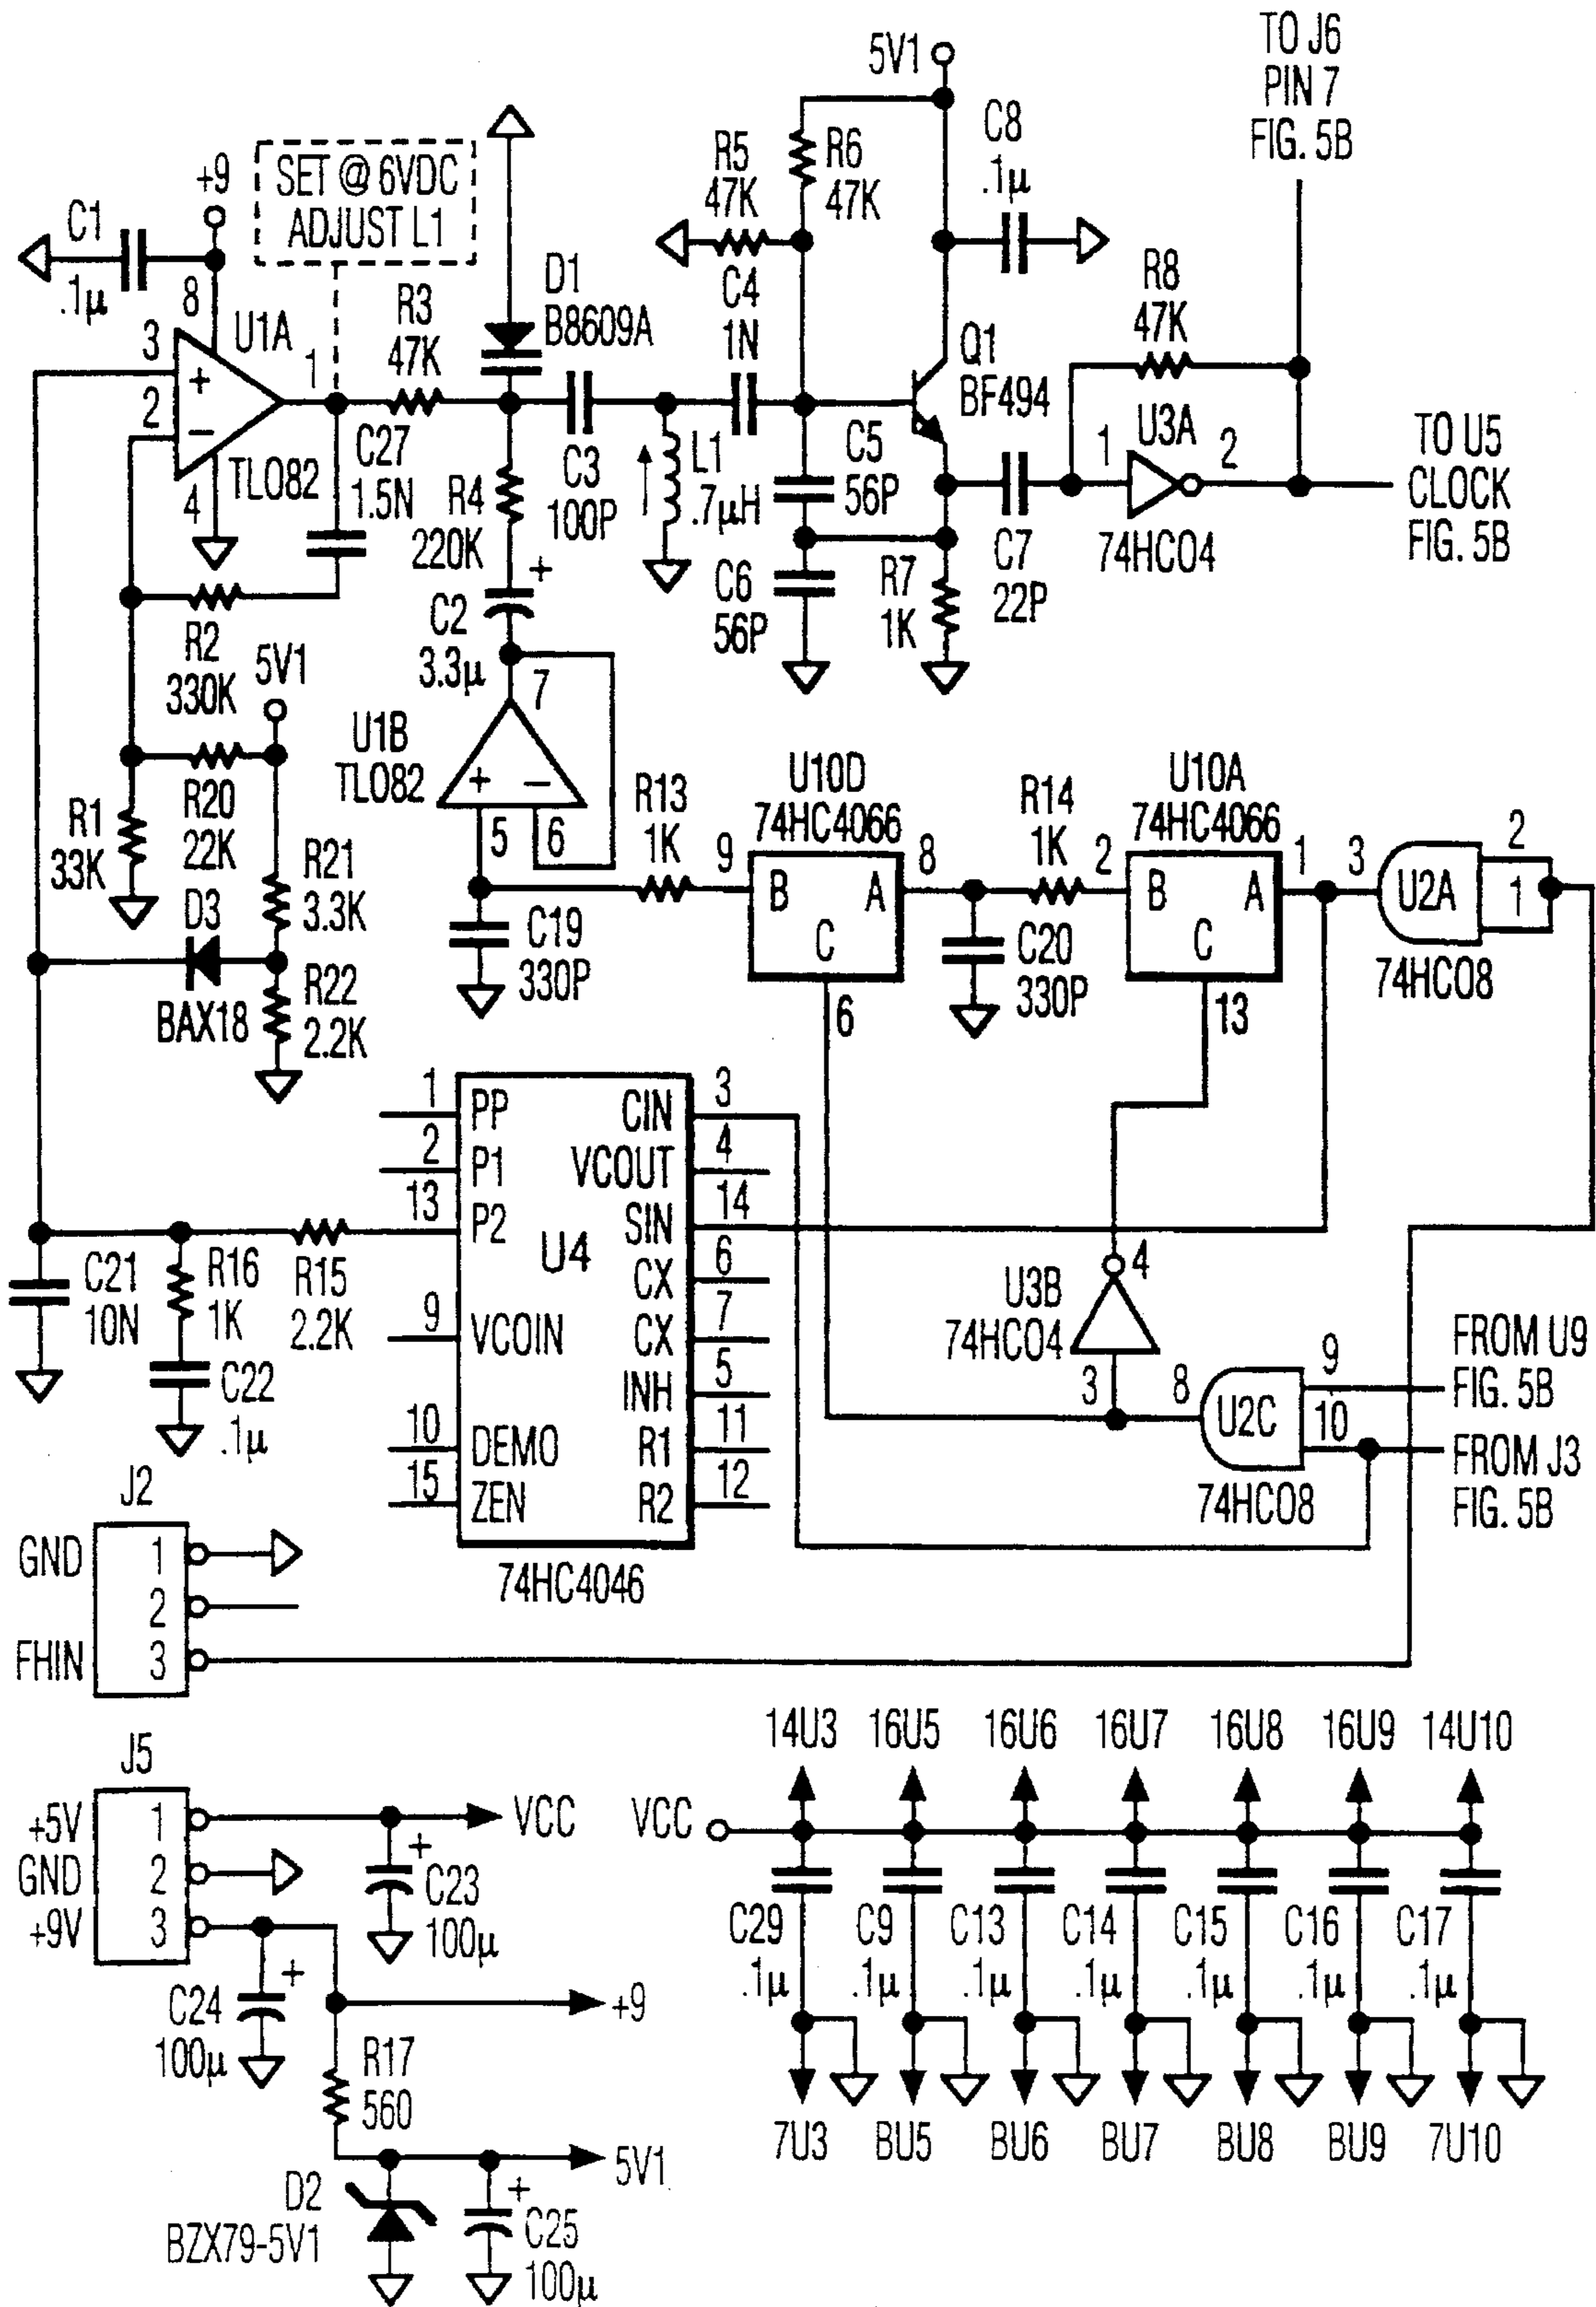 5V1
TO J6
PIN 7
FIG. 5B
C8
.1µ
R5
47K
R6
47K
+9
SET @ 6VDC
ADJUST L1
C1
.1µ
8
U1A
3
+
2
−
1
4
TLO82
R3
47K
D1
B8609A
C4
1N
Q1
BF494
R8
47K
U3A
1
2
74HCO4
TO U5
CLOCK
FIG. 5B
C27
1.5N
R4
220K
C3
100P
L1
.7µH
C5
56P
C6
56P
R7
1K
C7
22P
R2
330K
+
C2
3.3µ
5V1
7
U1B
TLO82
+
−
5
6
R1
33K
R20
22K
R21
3.3K
D3
BAX18
R22
2.2K
R13
1K
U10D
74HC4066
9
B
A
8
C
6
R14
1K
U10A
74HC4066
2
B
A
1
C
13
3
U2A
2
1
74HCO8
C19
330P
C20
330P
1
PP
CIN
3
2
P1
VCOUT
4
13
P2
SIN
14
U4
CX
6
CX
7
9
VCOIN
INH
5
10
DEMO
R1
11
15
ZEN
R2
12
74HC4046
C21
10N
R16
1K
R15
2.2K
C22
.1µ
U3B
74HCO4
4
3
8
U2C
9
10
74HCO8
FROM U9
FIG. 5B
FROM J3
FIG. 5B
J2
GND
1
2
FHIN
3
J5
+5V
1
VCC
GND
2
+9V
3
+
C23
100µ
+
C24
100µ
+9
R17
560
5V1
D2
BZX79-5V1
+
C25
100µ
14U3
16U5
16U6
16U7
16U8
16U9
14U10
VCC
C29
.1µ
C9
.1µ
C13
.1µ
C14
.1µ
C15
.1µ
C16
.1µ
C17
.1µ
7U3
BU5
BU6
BU7
BU8
BU9
7U10